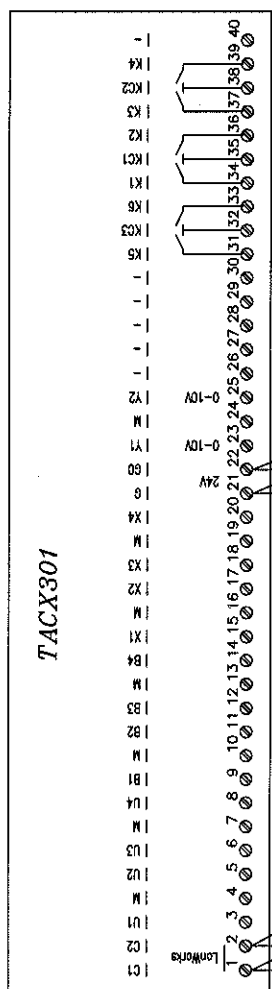 TACX301
C1 C2 U1 M U2 U3 M U4 B1 M B2 B3 M B4 X1 M X2 X3 M X4 G G0 Y1 M Y2 - - - - - K5 KC3 K6 K1 KC1 K2 K3 KC2 K4 -
LonWorks 24V 0-10V 0-10V
1 2 3 4 5 6 7 8 9 10 11 12 13 14 15 16 17 18 19 20 21 22 23 24 25 26 27 28 29 30 31 32 33 34 35 36 37 38 39 40